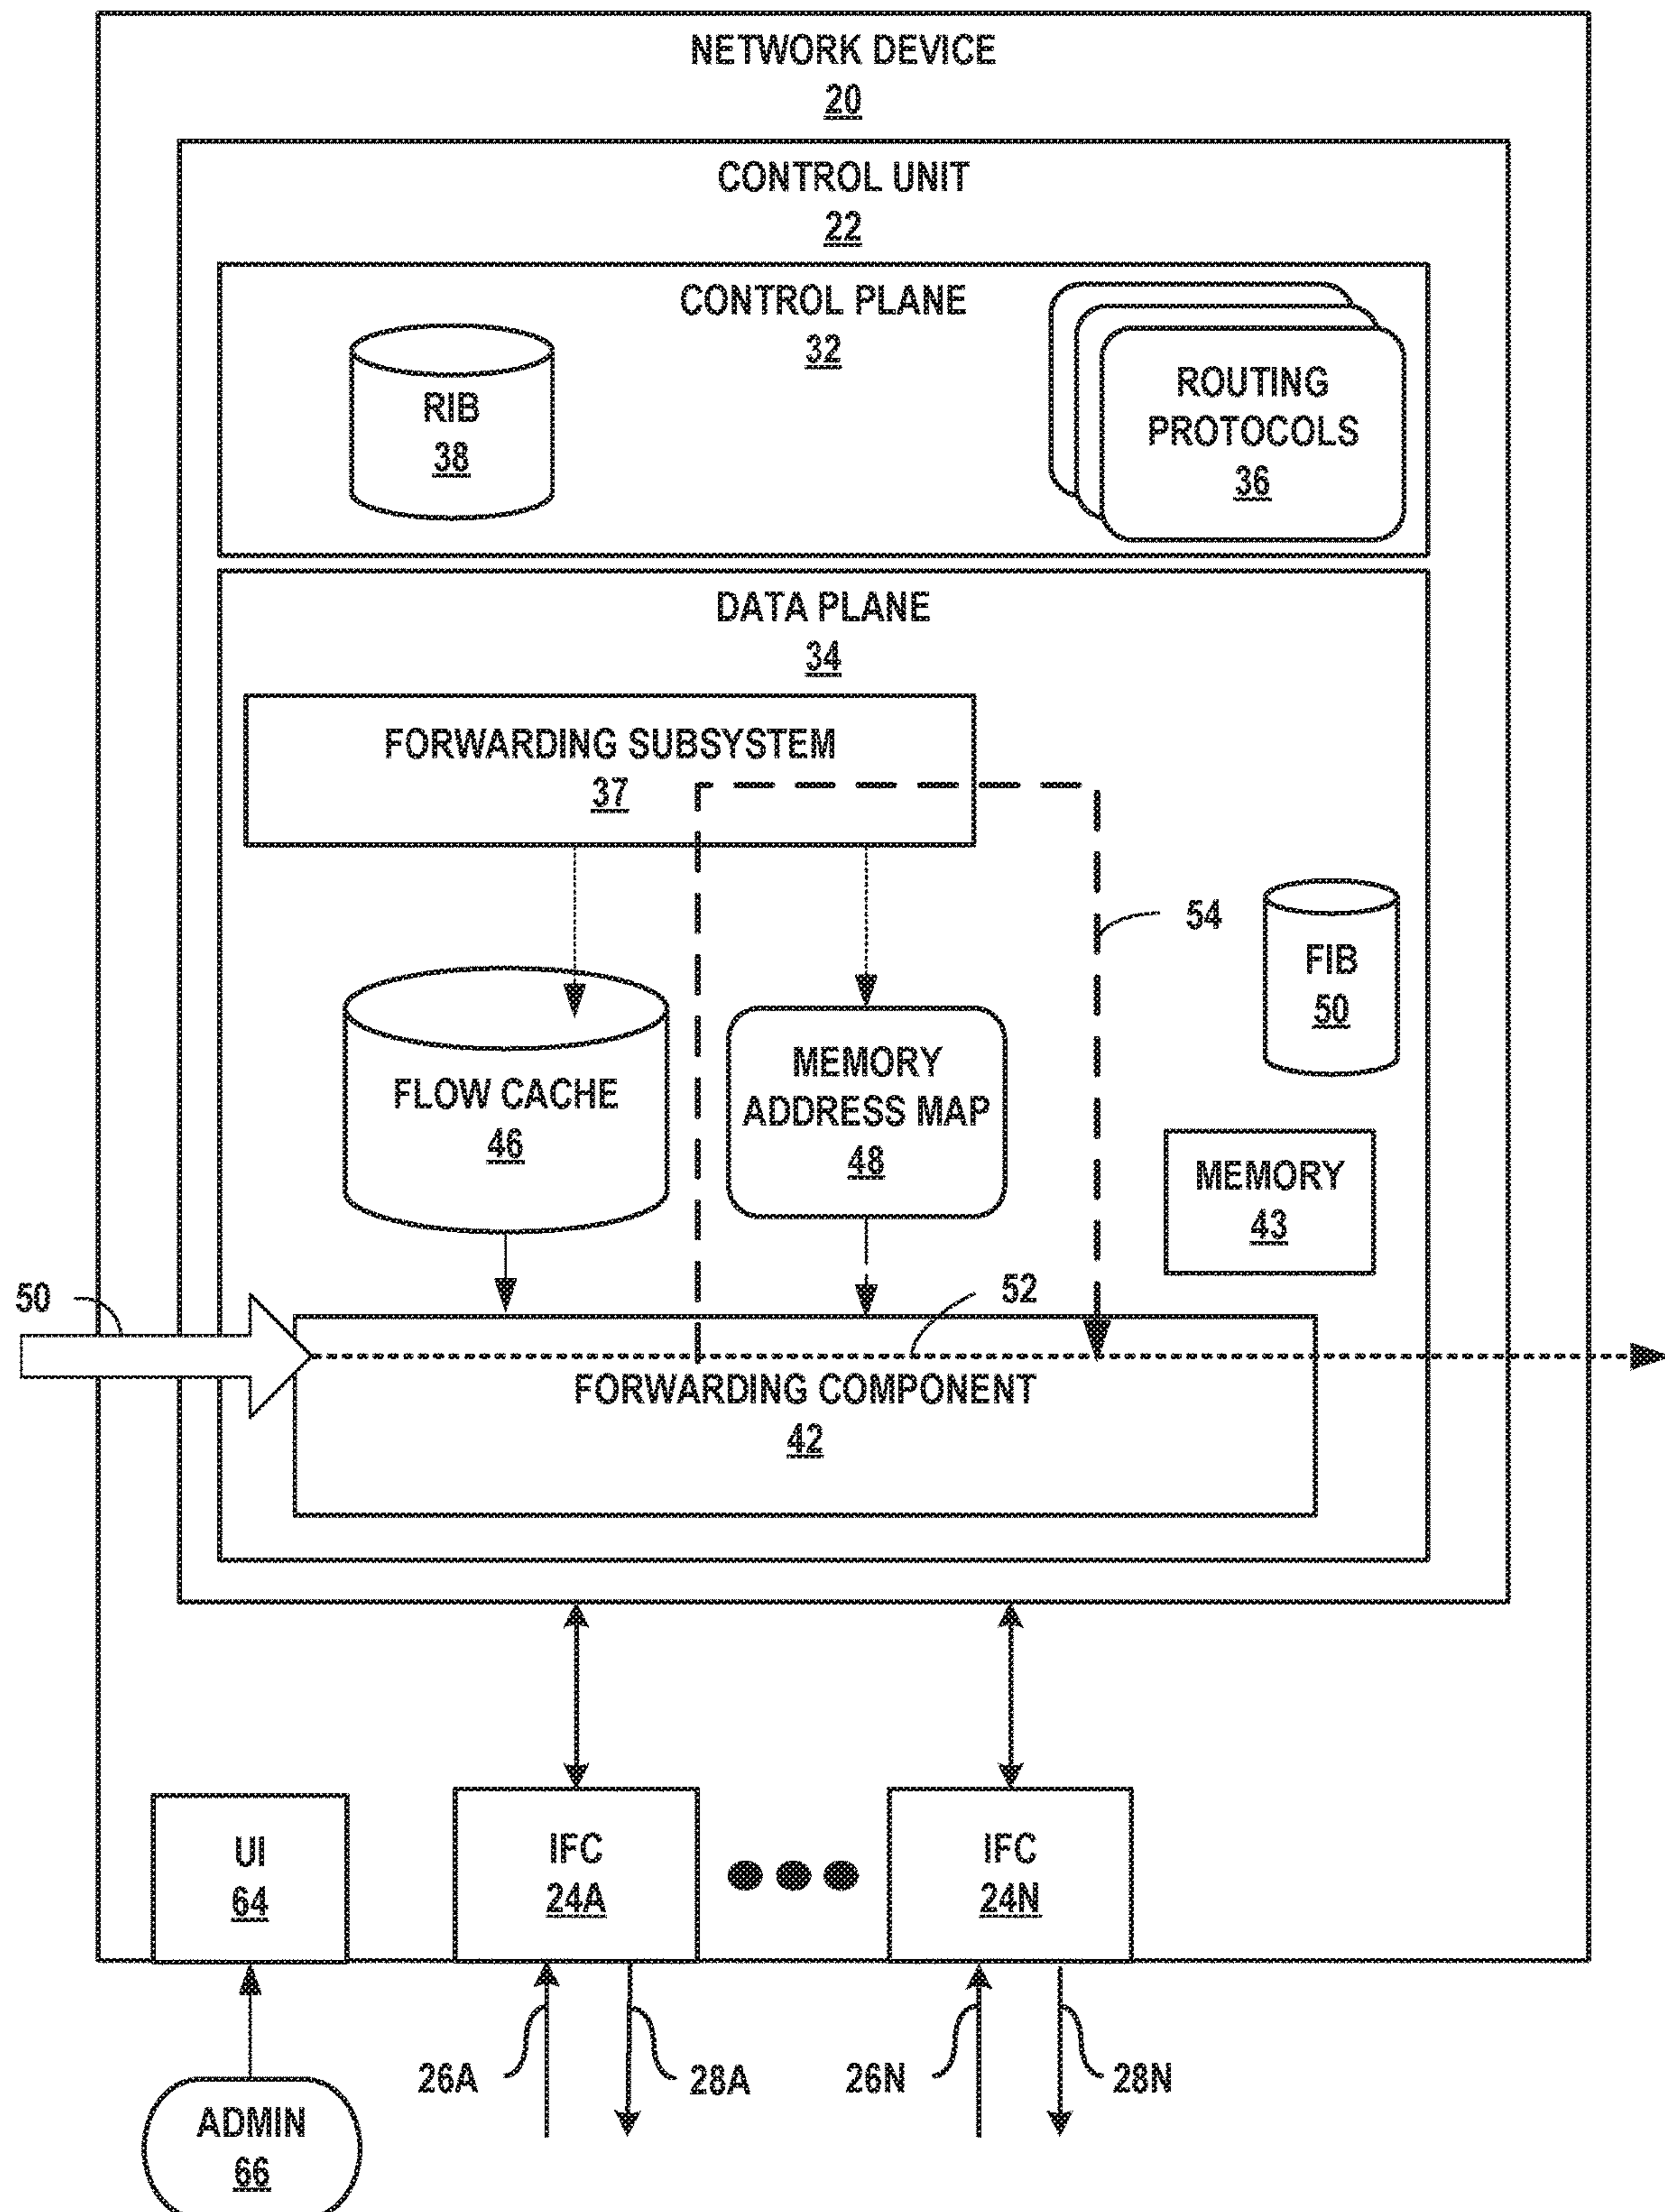 NETWORK DEVICE
20
CONTROL UNIT
22
CONTROL PLANE
32
RIB
38
ROUTING
PROTOCOLS
36
DATA PLANE
34
FORWARDING SUBSYSTEM
37
54
FIB
50
FLOW CACHE
46
MEMORY
ADDRESS MAP
48
MEMORY
43
50
52
FORWARDING COMPONENT
42
UI
64
IFC
24A
IFC
24N
26A
28A
26N
28N
ADMIN
66